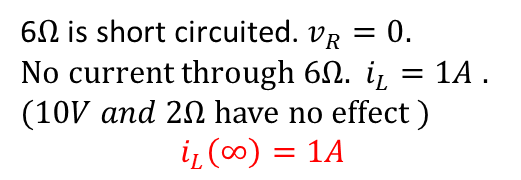 6Ω is short circuited. v_R = 0.
No current through 6Ω. i_L = 1A .
(10V and 2Ω have no effect )
i_L(∞) = 1A